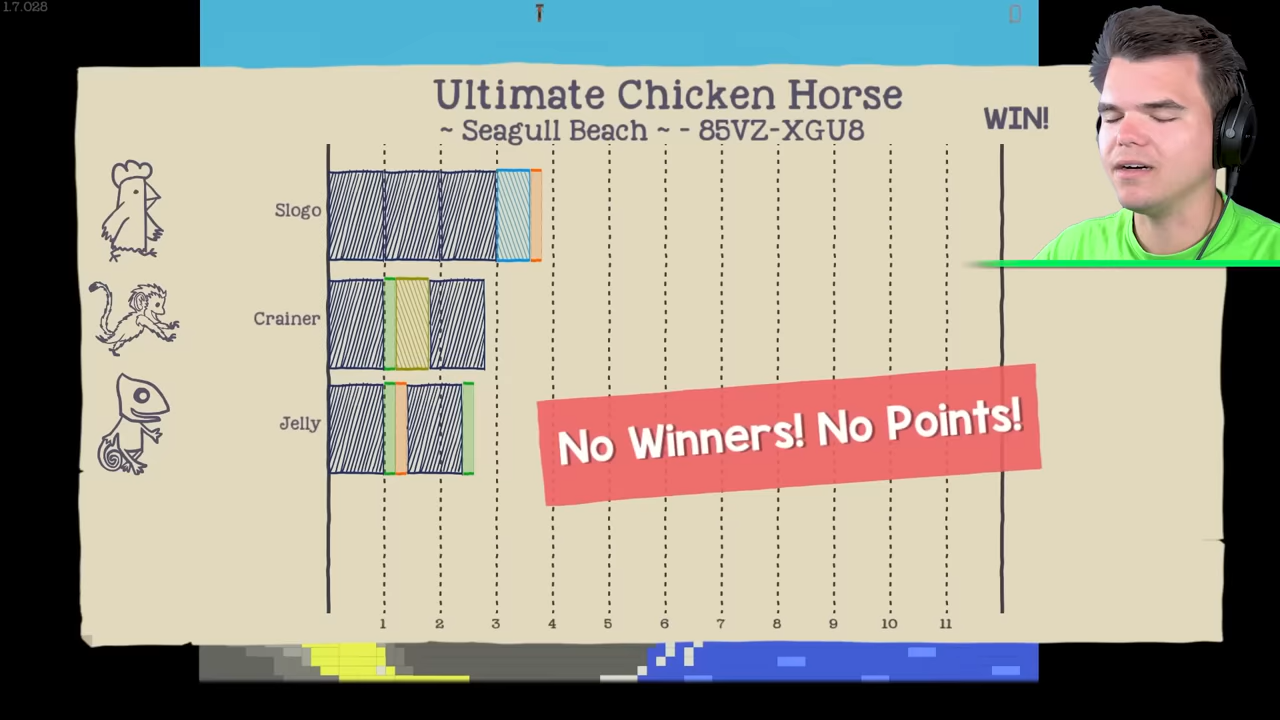 1.7.028
Ultimate Chicken Horse
~ Seagull Beach ~ - 85VZ-XGU8
WIN!
Slogo
Crainer
Jelly
No Winners! No Points!
1 2 3 4 5 6 7 8 9 10 11